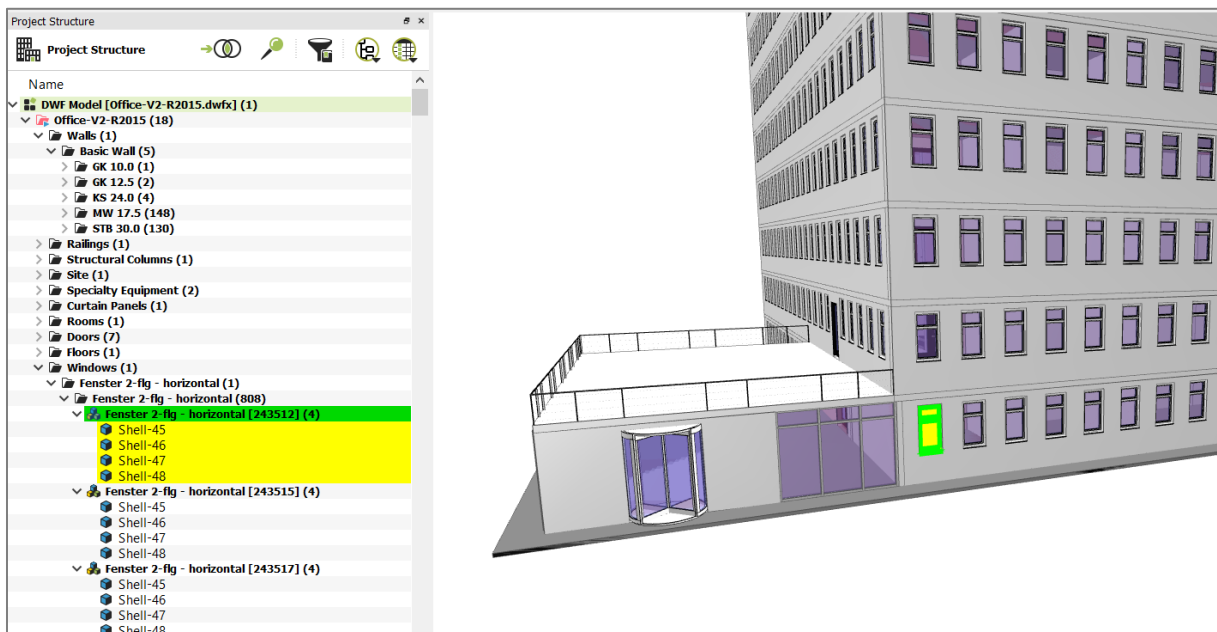 Project Structure
Project Structure
Name
DWF Model [Office-V2-R2015.dwfx] (1)
Office-V2-R2015 (18)
Walls (1)
Basic Wall (5)
GK 10.0 (1)
GK 12.5 (2)
KS 24.0 (4)
MW 17.5 (148)
STB 30.0 (130)
Railings (1)
Structural Columns (1)
Site (1)
Specialty Equipment (2)
Curtain Panels (1)
Rooms (1)
Doors (7)
Floors (1)
Windows (1)
Fenster 2-flg - horizontal (1)
Fenster 2-flg - horizontal (808)
Fenster 2-flg - horizontal [243512] (4)
Shell-45
Shell-46
Shell-47
Shell-48
Fenster 2-flg - horizontal [243515] (4)
Shell-45
Shell-46
Shell-47
Shell-48
Fenster 2-flg - horizontal [243517] (4)
Shell-45
Shell-46
Shell-47
Shell-48